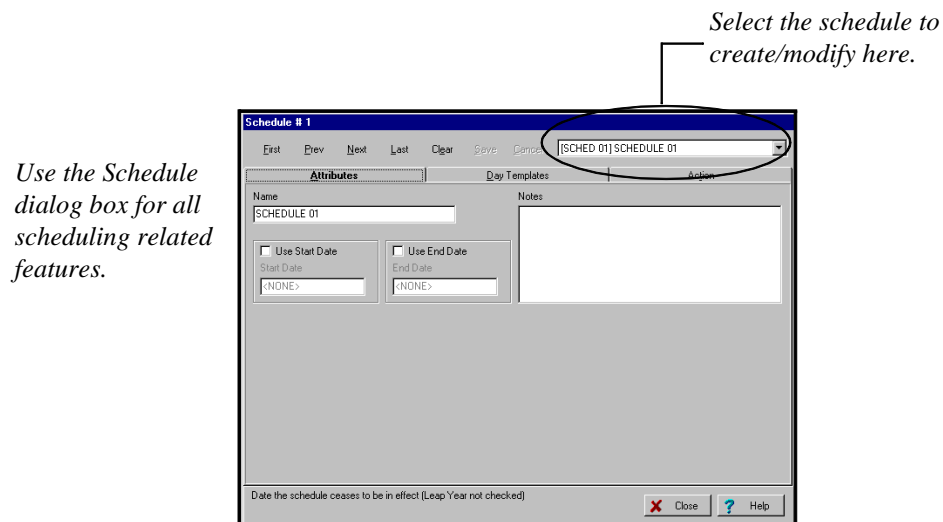 Select the schedule to
create/modify here.
Use the Schedule
dialog box for all
scheduling related
features.
Schedule # 1
First Prev Next Last Clear Save Cancel [SCHED 01] SCHEDULE 01
Attributes Day Templates Action
Name Notes
SCHEDULE 01
Use Start Date Use End Date
Start Date End Date
<NONE> <NONE>
Date the schedule ceases to be in effect (Leap Year not checked)
Close Help